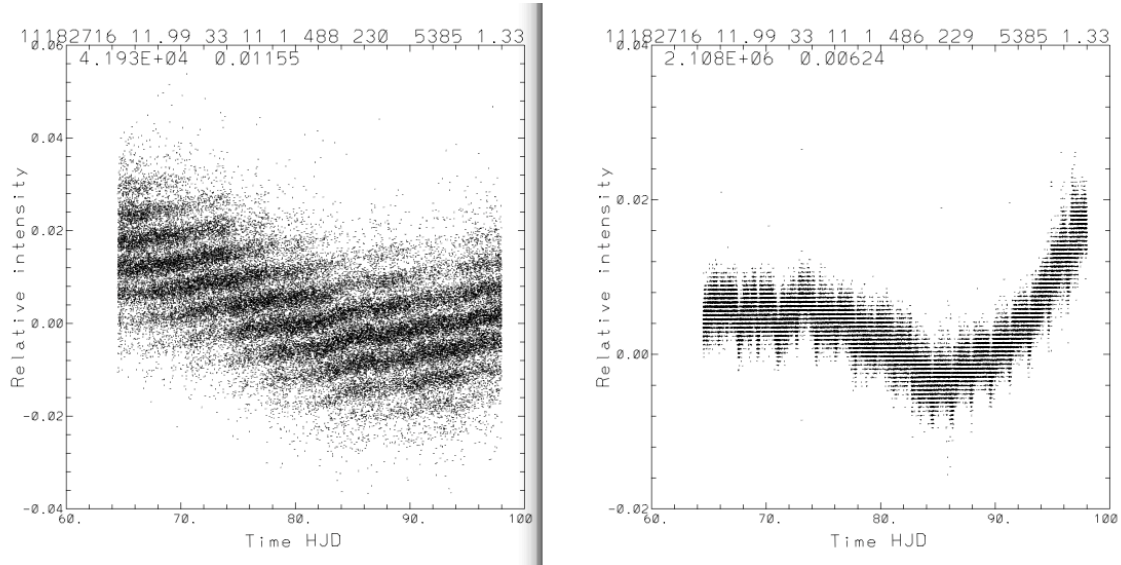 11182716 11.99 33 11 1 488 230 5385 1.33
4.193E+04 0.01155
0.06
0.04
0.02
0.00
-0.02
-0.04
Relative intensity
60. 70. 80. 90. 100
Time HJD
11182716 11.99 33 11 1 486 229 5385 1.33
2.108E+06 0.00624
0.04
0.02
0.00
-0.02
Relative intensity
60. 70. 80. 90. 100
Time HJD